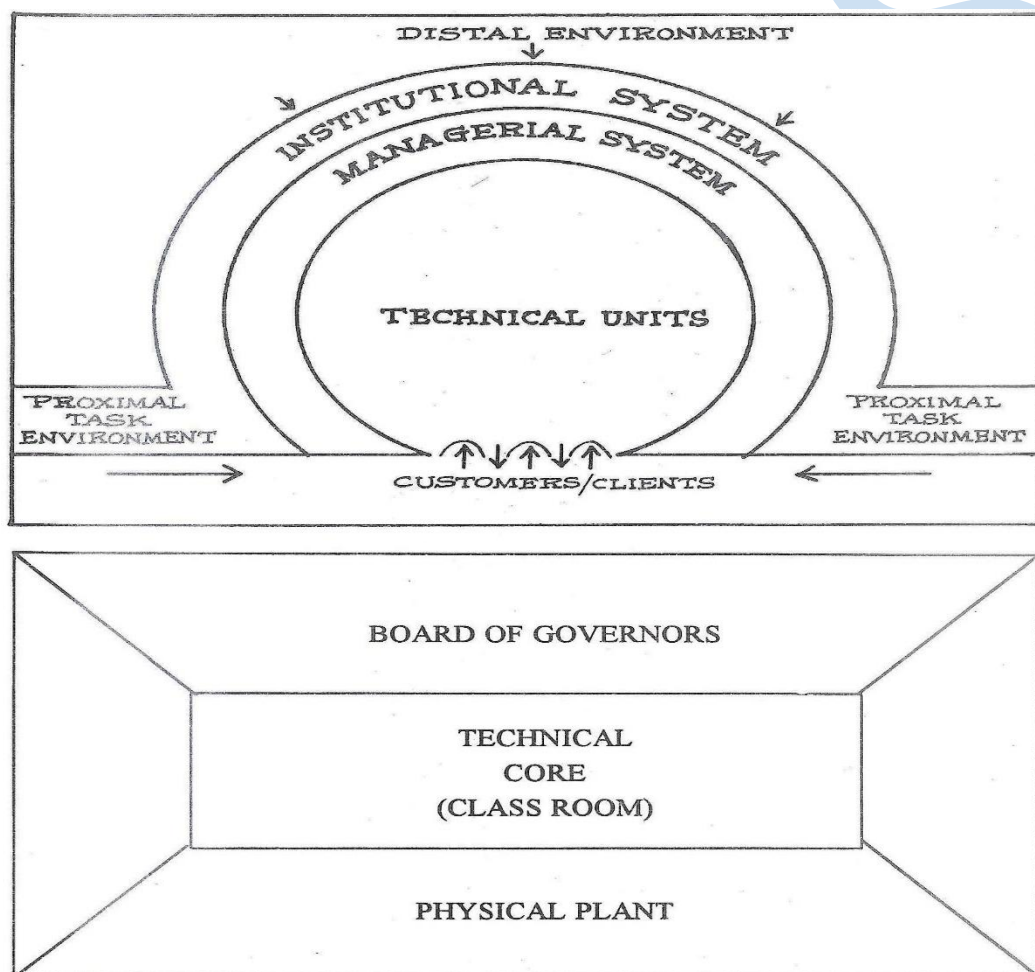 DISTAL ENVIRONMENT
INSTITUTIONAL SYSTEM
MANAGERIAL SYSTEM
TECHNICAL UNITS
PROXIMAL
TASK
ENVIRONMENT
PROXIMAL
TASK
ENVIRONMENT
CUSTOMERS/CLIENTS
BOARD OF GOVERNORS
TECHNICAL
CORE
(CLASS ROOM)
PHYSICAL PLANT